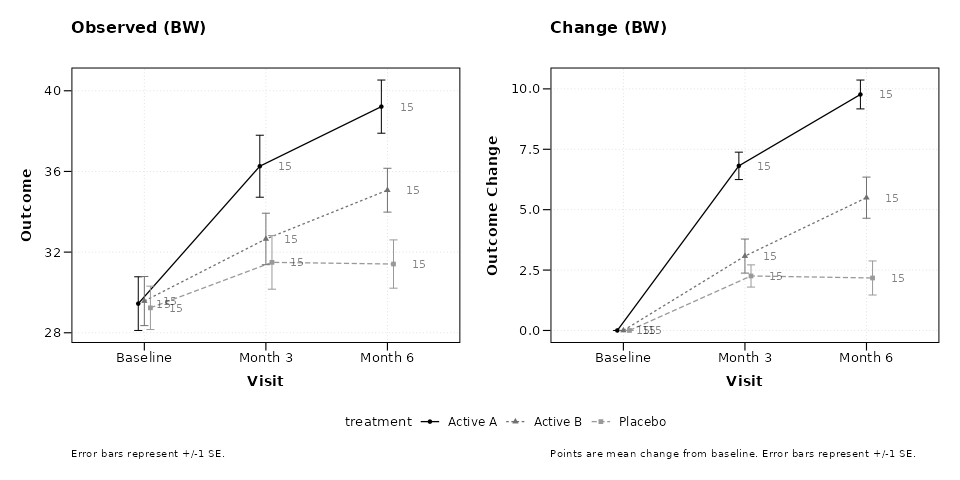 Observed (BW)
Change (BW)
Outcome
40
36
32
28
15
15
15
15
15
15
15
15
15
Baseline
Month 3
Month 6
Visit
Outcome Change
10.0
7.5
5.0
2.5
0.0
15
15
15
15
15
15
15
15
15
Baseline
Month 3
Month 6
Visit
treatment Active A Active B Placebo
Error bars represent +/-1 SE.
Points are mean change from baseline. Error bars represent +/-1 SE.